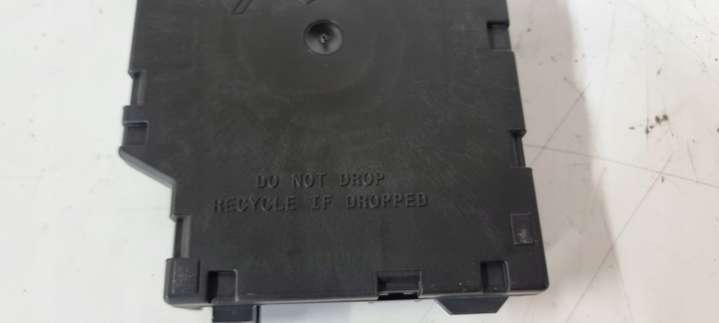 DO NOT DROP
RECYCLE IF DROPPED